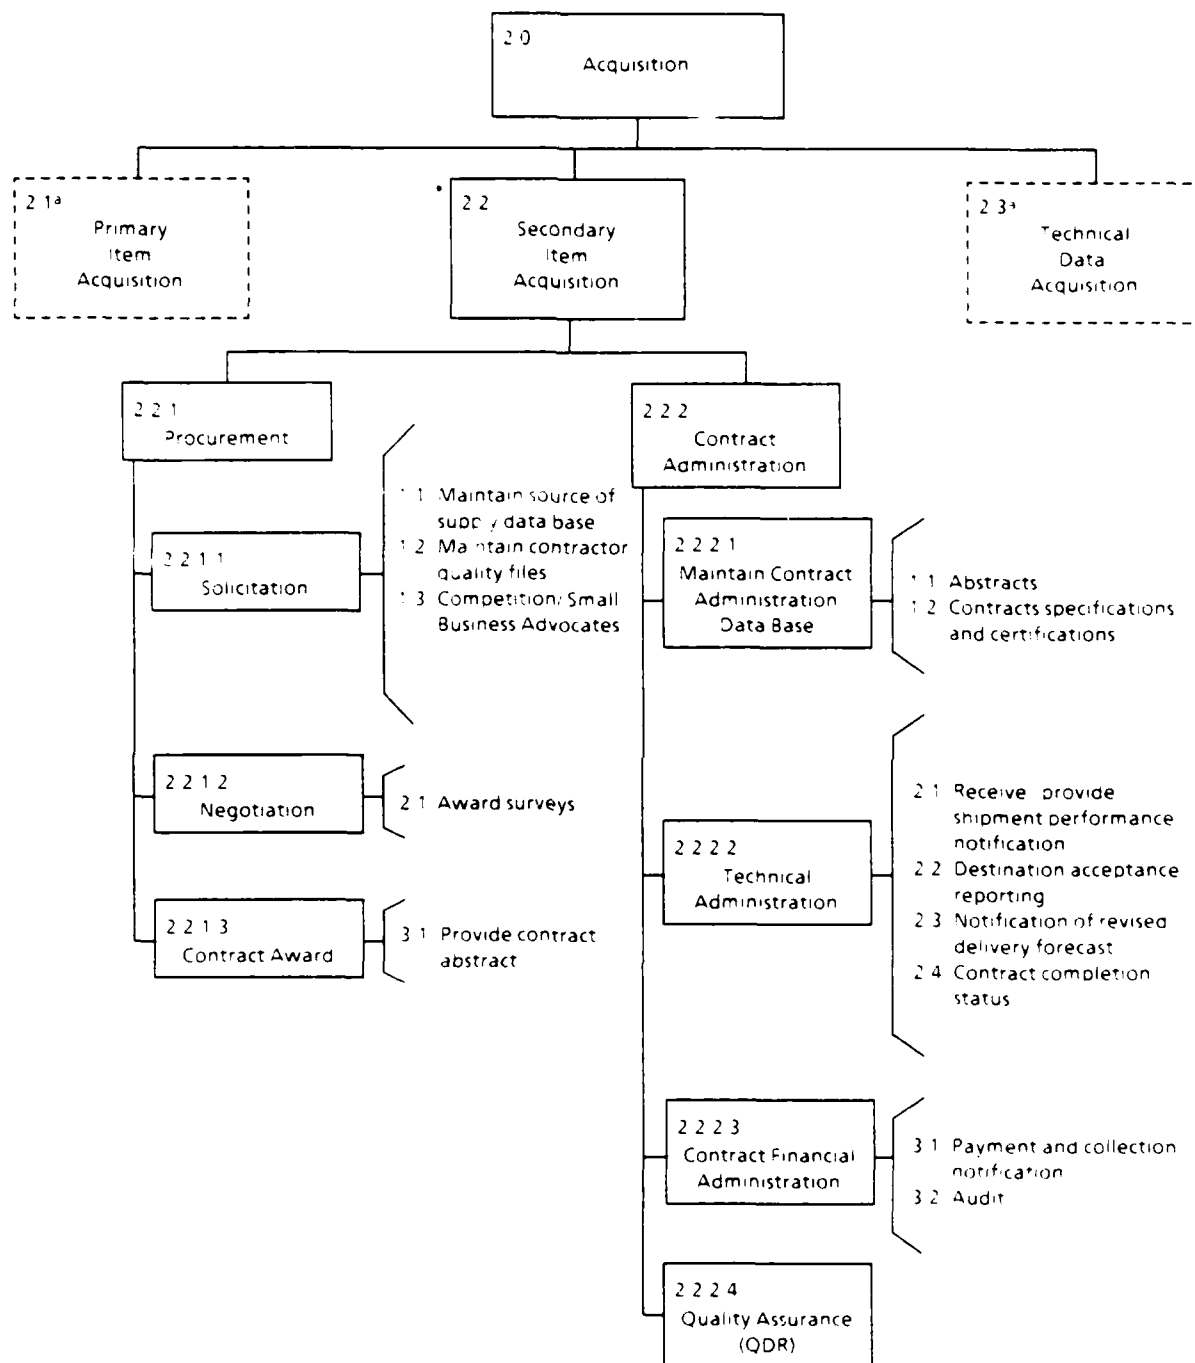 2 0
Acquisition
2 1a
Primary
Item
Acquisition
2 2
Secondary
Item
Acquisition
2 3a
Technical
Data
Acquisition
2 2 1
Procurement
2 2 1 1
Solicitation
1 1 Maintain source of
supply data base
1 2 Maintain contractor
quality files
1 3 Competition/Small
Business Advocates
2 2 1 2
Negotiation
2 1 Award surveys
2 2 1 3
Contract Award
3 1 Provide contract
abstract
2 2 2
Contract
Administration
2 2 2 1
Maintain Contract
Administration
Data Base
1 1 Abstracts
1 2 Contracts specifications
and certifications
2 2 2 2
Technical
Administration
2 1 Receive provide
shipment performance
notification
2 2 Destination acceptance
reporting
2 3 Notification of revised
delivery forecast
2 4 Contract completion
status
2 2 2 3
Contract Financial
Administration
3 1 Payment and collection
notification
3 2 Audit
2 2 2 4
Quality Assurance
(QDR)